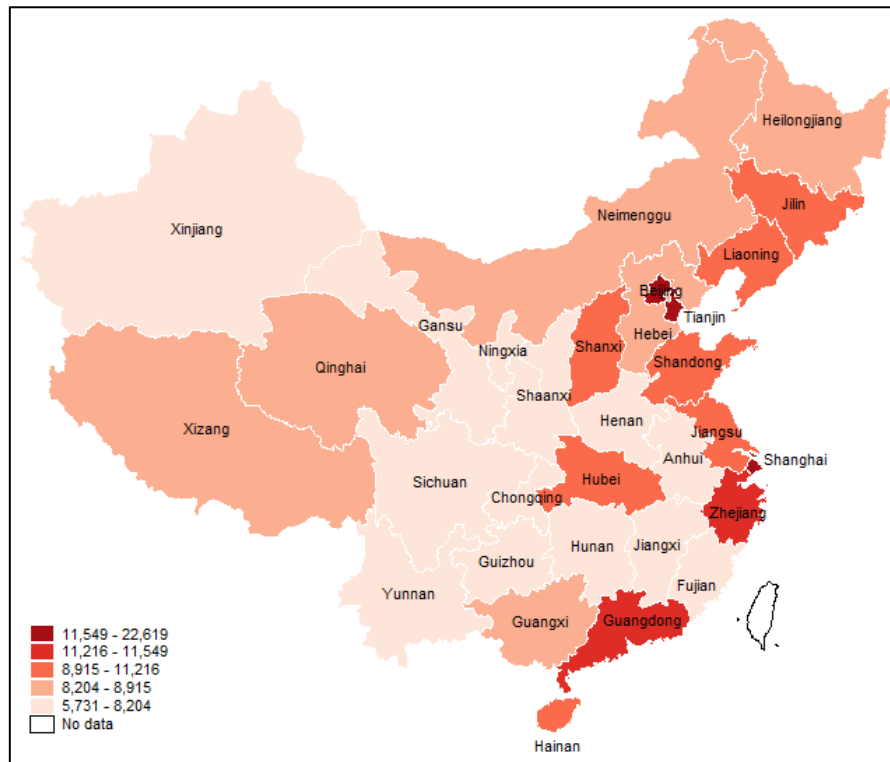 Heilongjiang
Jilin
Neimenggu
Xinjiang
Liaoning
Beijing
Tianjin
Gansu
Hebei
Ningxia
Shanxi
Shandong
Qinghai
Shaanxi
Henan
Jiangsu
Xizang
Anhui
Shanghai
Sichuan
Hubei
Chongqing
Zhejiang
Hunan
Jiangxi
Guizhou
Fujian
Yunnan
Guangxi
Guangdong
11,549 - 22,619
11,216 - 11,549
8,915 - 11,216
8,204 - 8,915
5,731 - 8,204
No data
Hainan